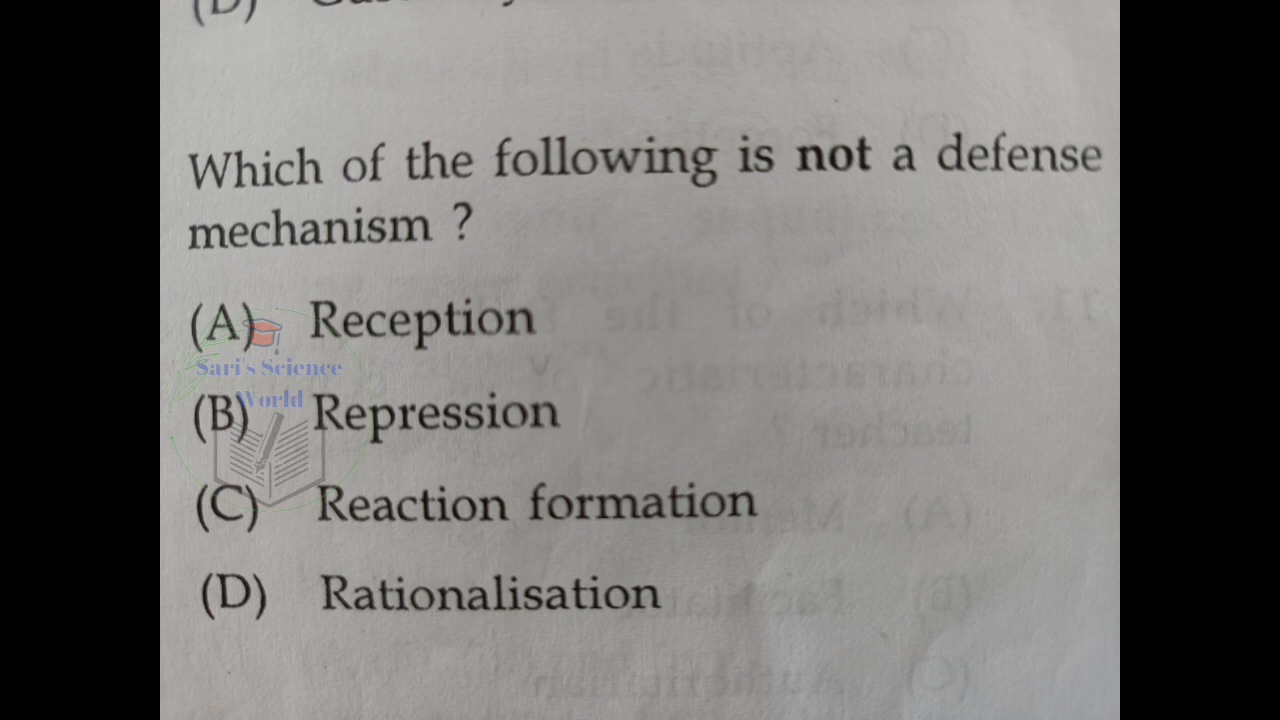 Which of the following is not a defense
mechanism ?
(A) Reception
Sari's Science
World
(B) Repression
(C) Reaction formation
(D) Rationalisation